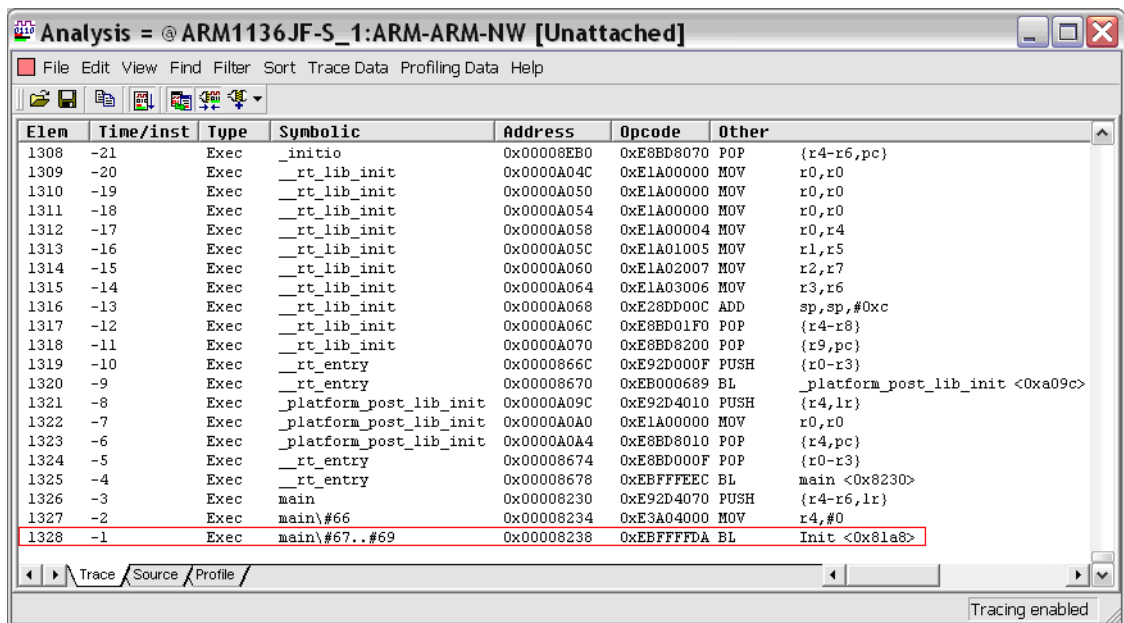 Analysis = @ARM1136JF-S_1:ARM-ARM-NW [Unattached]
File Edit View Find Filter Sort Trace Data Profiling Data Help
Elem Time/inst Type Symbolic Address Opcode Other
1308 -21 Exec _initio 0x00008EB0 0xE8BD8070 POP {r4-r6,pc}
1309 -20 Exec __rt_lib_init 0x0000A04C 0xE1A00000 MOV r0,r0
1310 -19 Exec __rt_lib_init 0x0000A050 0xE1A00000 MOV r0,r0
1311 -18 Exec __rt_lib_init 0x0000A054 0xE1A00000 MOV r0,r0
1312 -17 Exec __rt_lib_init 0x0000A058 0xE1A00004 MOV r0,r4
1313 -16 Exec __rt_lib_init 0x0000A05C 0xE1A01005 MOV r1,r5
1314 -15 Exec __rt_lib_init 0x0000A060 0xE1A02007 MOV r2,r7
1315 -14 Exec __rt_lib_init 0x0000A064 0xE1A03006 MOV r3,r6
1316 -13 Exec __rt_lib_init 0x0000A068 0xE28DD00C ADD sp,sp,#0xc
1317 -12 Exec __rt_lib_init 0x0000A06C 0xE8BD01F0 POP {r4-r8}
1318 -11 Exec __rt_lib_init 0x0000A070 0xE8BD8200 POP {r9,pc}
1319 -10 Exec __rt_entry 0x0000866C 0xE92D000F PUSH {r0-r3}
1320 -9 Exec __rt_entry 0x00008670 0xEB000689 BL _platform_post_lib_init <0xa09c>
1321 -8 Exec _platform_post_lib_init 0x0000A09C 0xE92D4010 PUSH {r4,lr}
1322 -7 Exec _platform_post_lib_init 0x0000A0A0 0xE1A00000 MOV r0,r0
1323 -6 Exec _platform_post_lib_init 0x0000A0A4 0xE8BD8010 POP {r4,pc}
1324 -5 Exec __rt_entry 0x00008674 0xE8BD000F POP {r0-r3}
1325 -4 Exec __rt_entry 0x00008678 0xEBFFFEEC BL main <0x8230>
1326 -3 Exec main 0x00008230 0xE92D4070 PUSH {r4-r6,lr}
1327 -2 Exec main\#66 0x00008234 0xE3A04000 MOV r4,#0
1328 -1 Exec main\#67..#69 0x00008238 0xEBFFFFDA BL Init <0x81a8>
Trace Source Profile
Tracing enabled